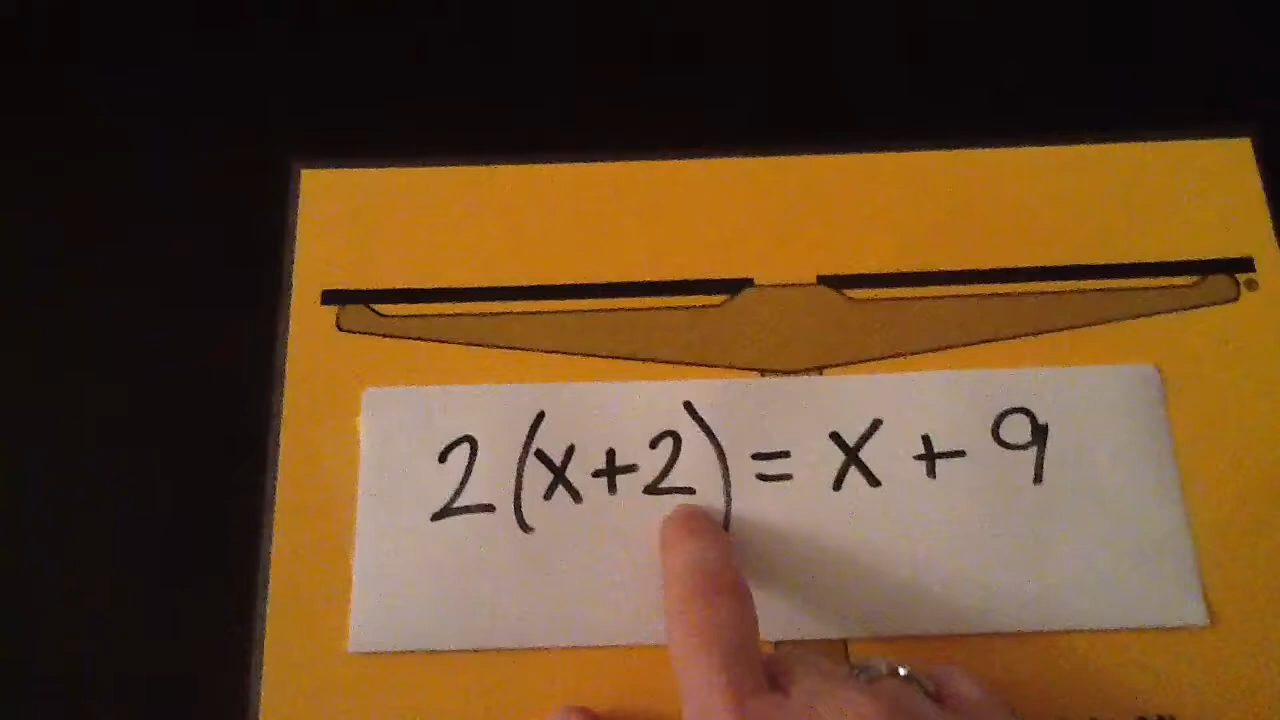 2(x+2) = x + 9